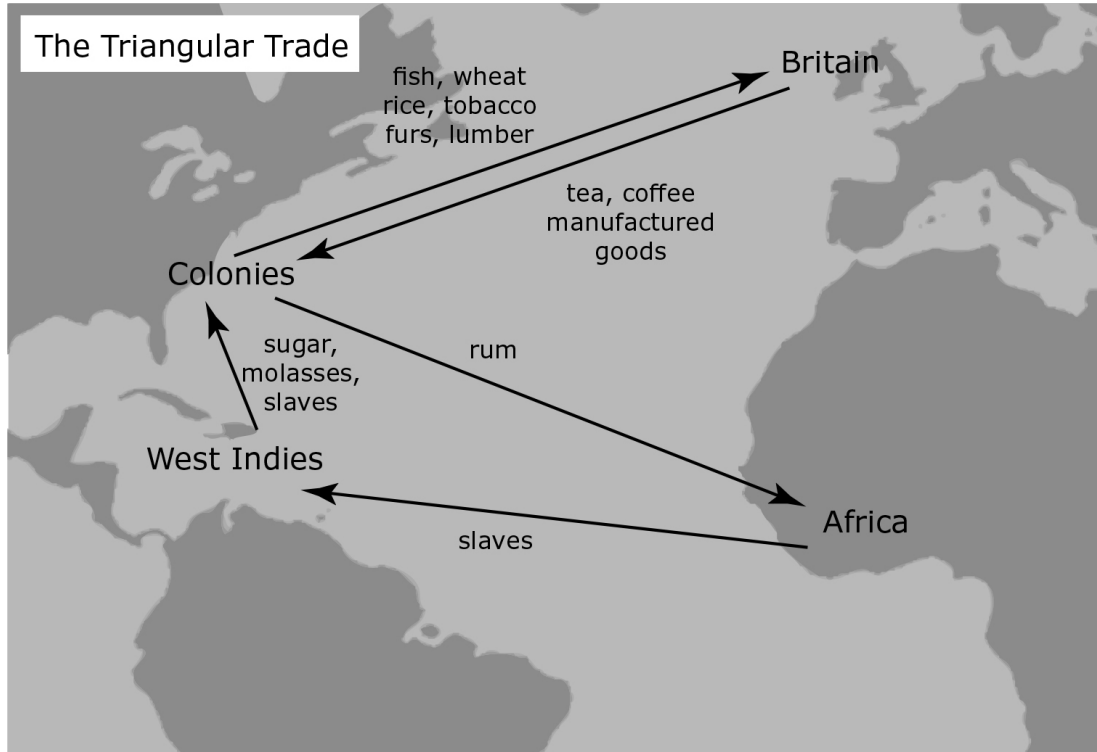 The Triangular Trade
Britain
fish, wheat
rice, tobacco
furs, lumber
tea, coffee
manufactured
goods
Colonies
sugar,
molasses,
slaves
rum
West Indies
Africa
slaves